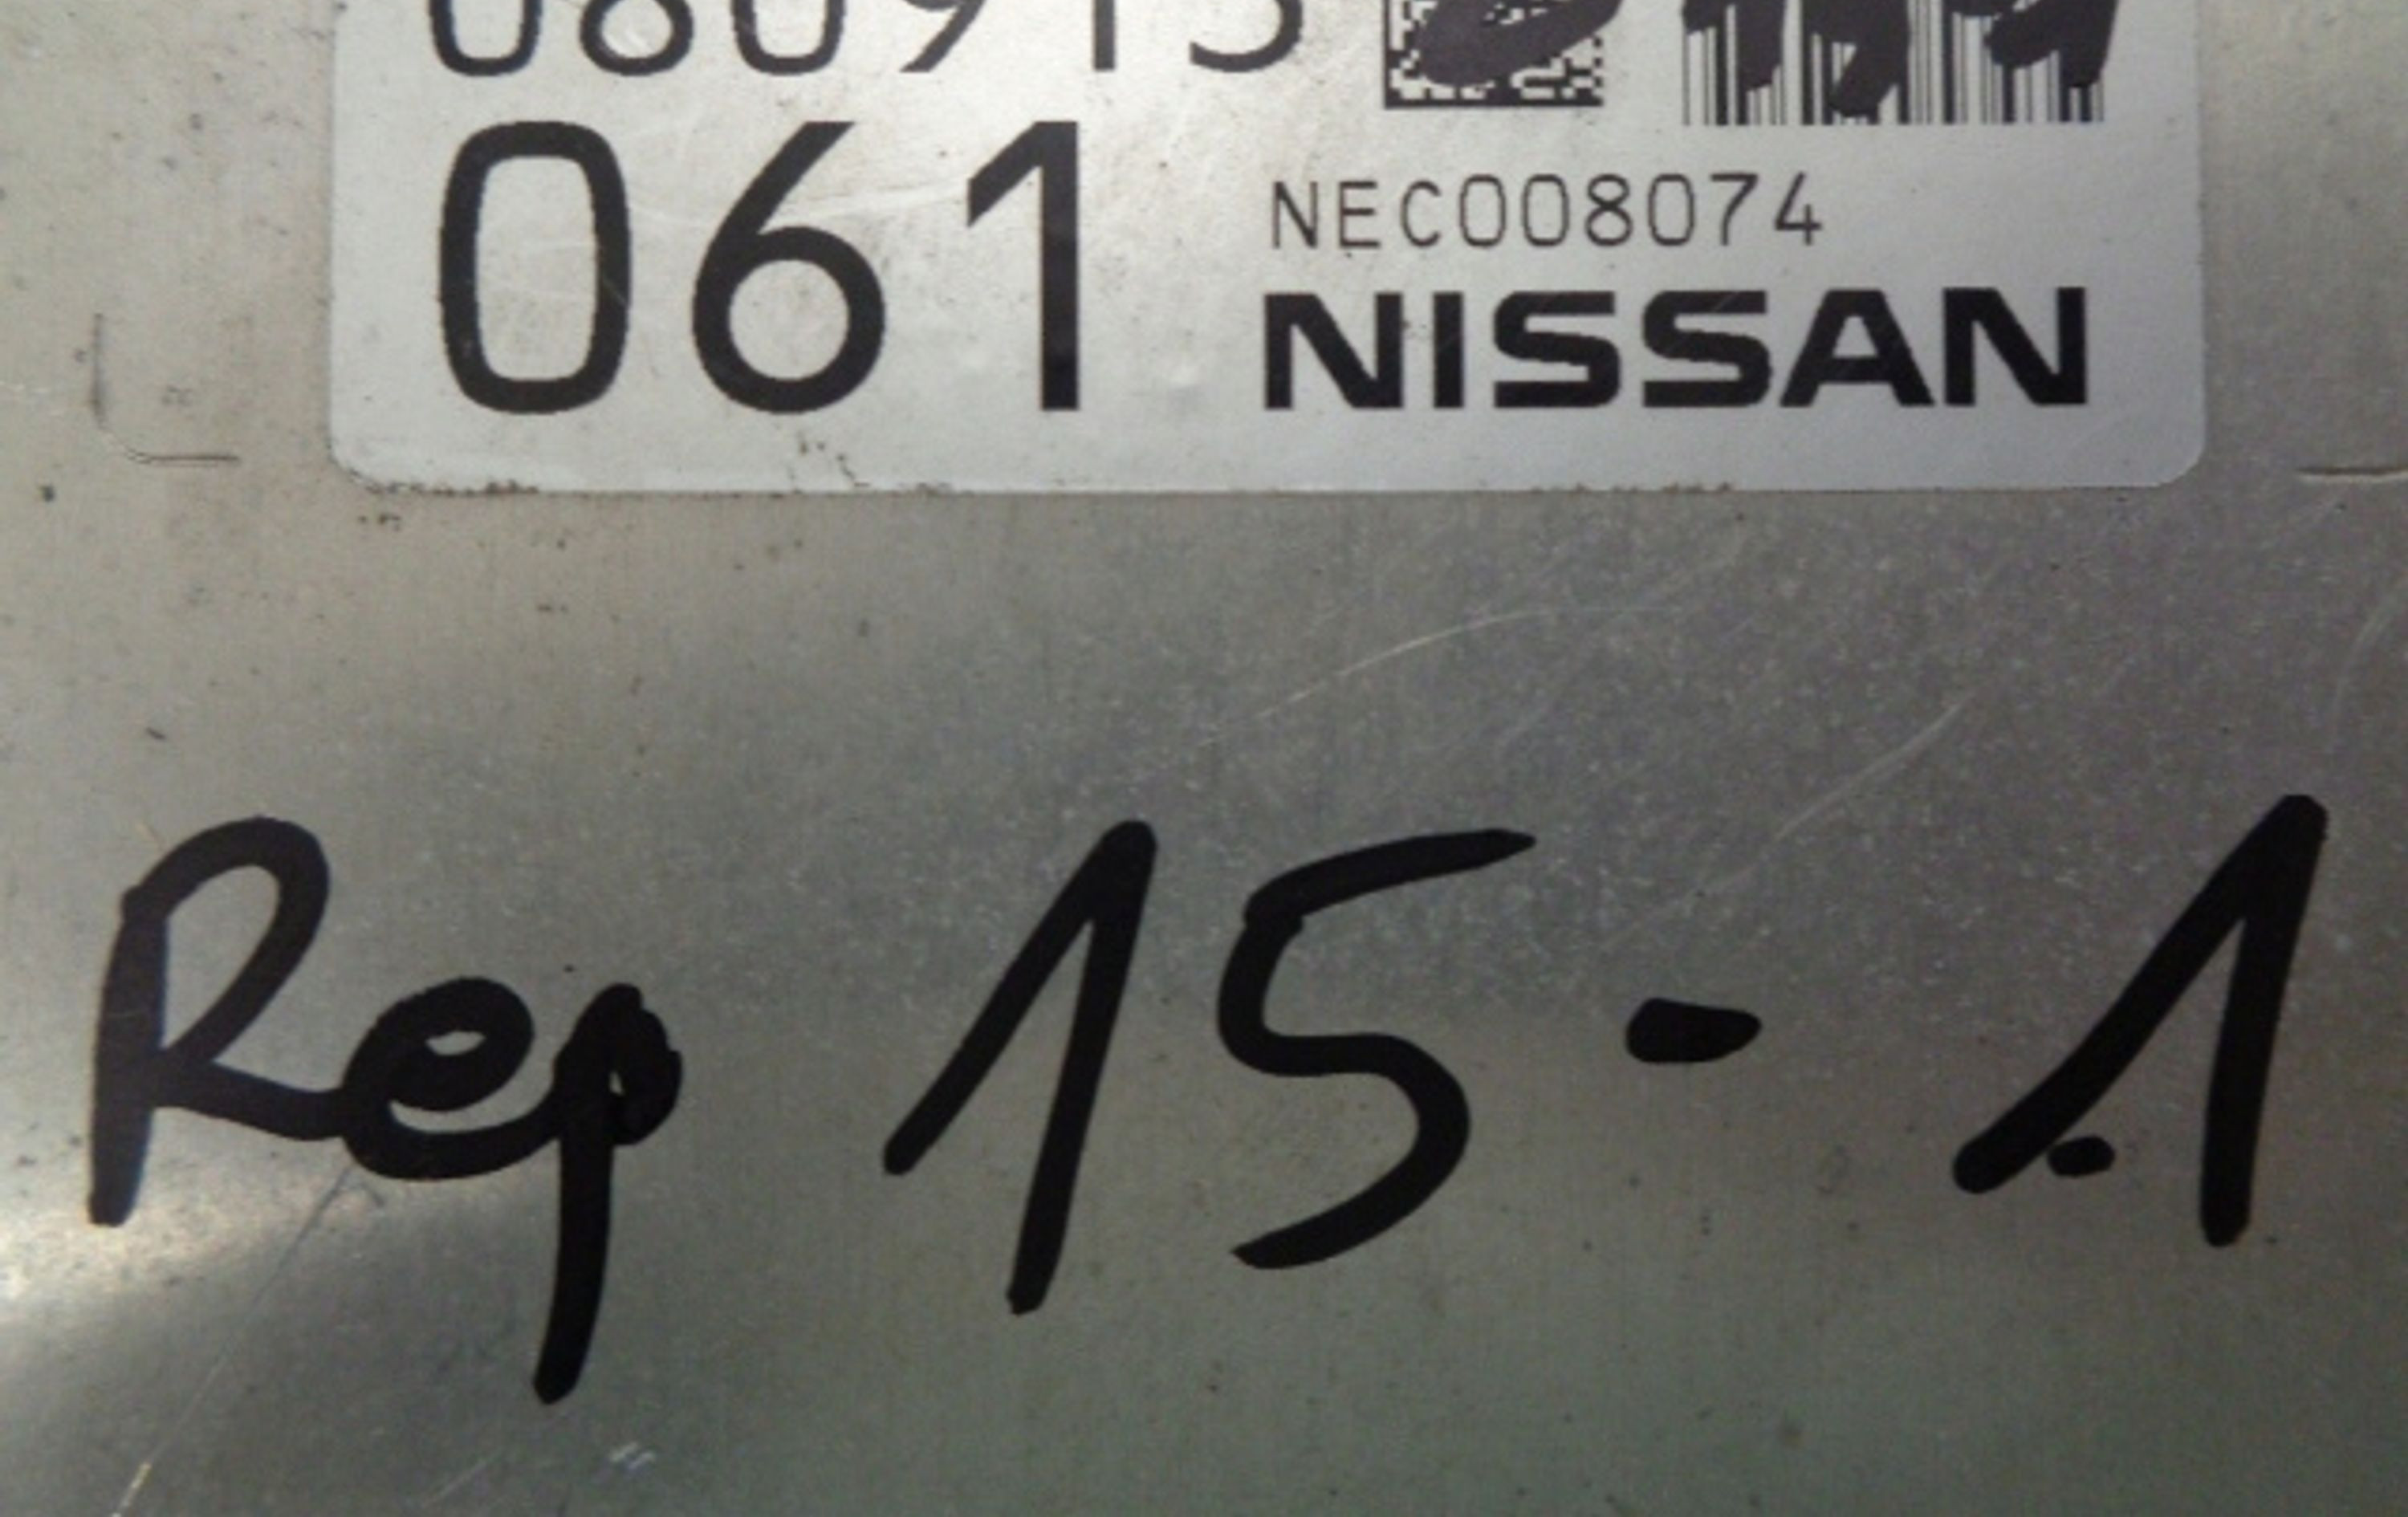 061
NEC008074
NISSAN
Rep 15-1